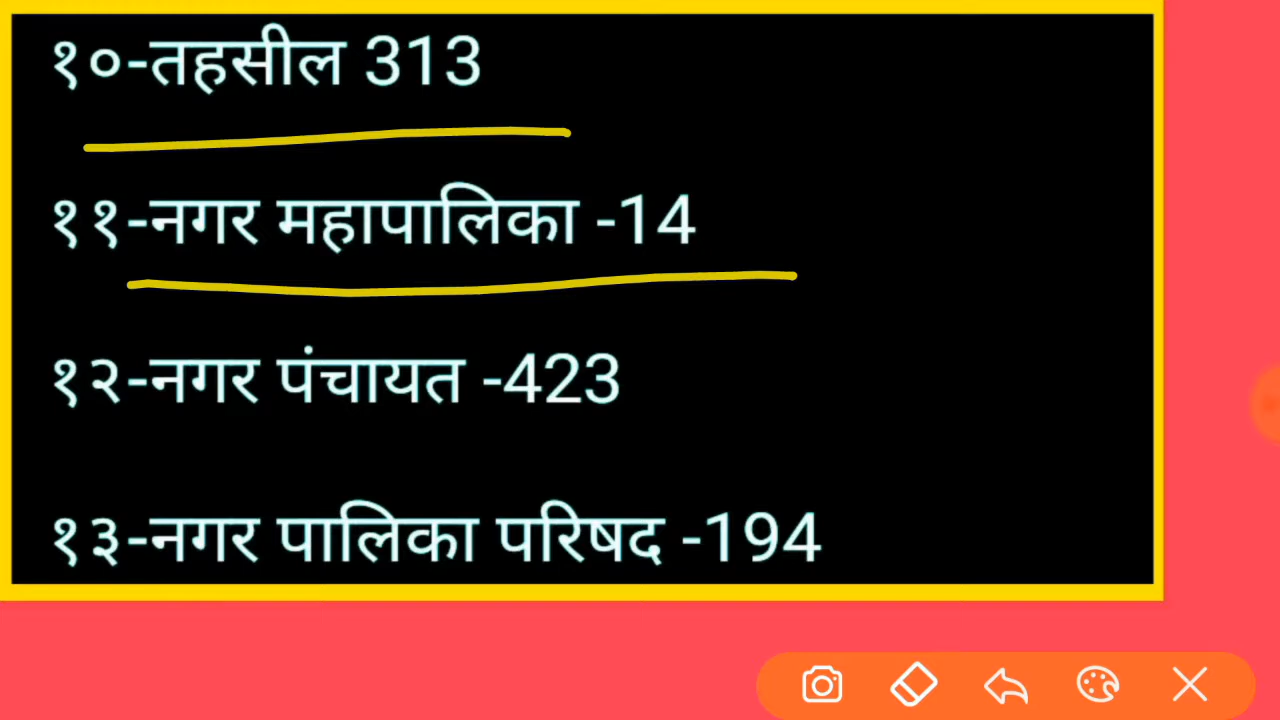 १०-तहसील 313
११-नगर महापालिका -14
१२-नगर पंचायत -423
१३-नगर पालिका परिषद -194